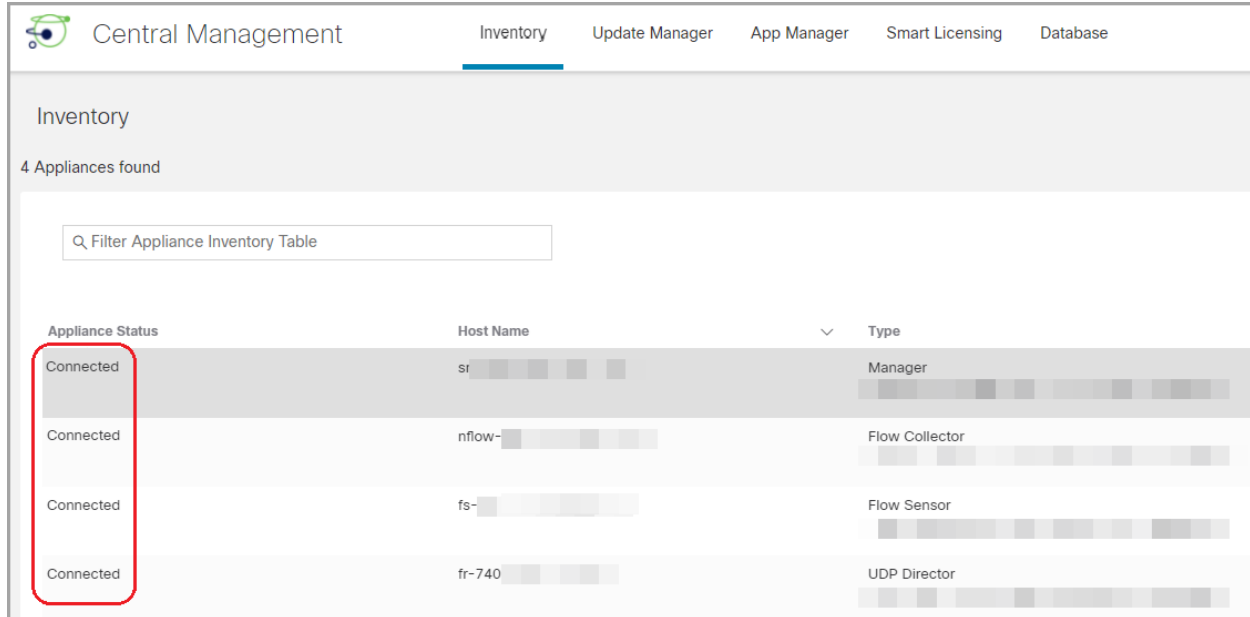 Central Management Inventory Update Manager App Manager Smart Licensing Database
Inventory
4 Appliances found
Filter Appliance Inventory Table
Appliance Status Host Name Type
Connected Manager
Connected nflow- Flow Collector
Connected fs- Flow Sensor
Connected fr-740 UDP Director